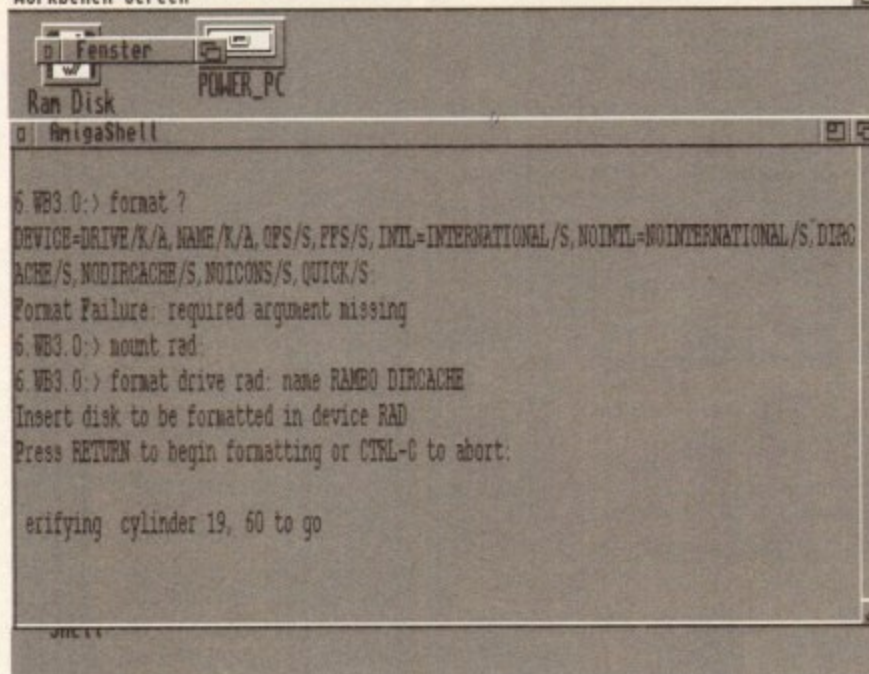 Workbench Screen
Fenster
Ram Disk
POWER_PC
AmigaShell
6.WB3.0:> format ?
DEVICE=DRIVE/K/A,NAME/K/A,OFS/S,FFS/S,INTL=INTERNATIONAL/S,NOINTL=NOINTERNATIONAL/S,DIRC
ACHE/S,NODIRCACHE/S,NOICONS/S,QUICK/S:
Format Failure: required argument missing
6.WB3.0:> mount rad:
6.WB3.0:> format drive rad: name RAMBO DIRCACHE
Insert disk to be formatted in device RAD
Press RETURN to begin formatting or CTRL-C to abort:
erifying cylinder 19, 60 to go
Shell